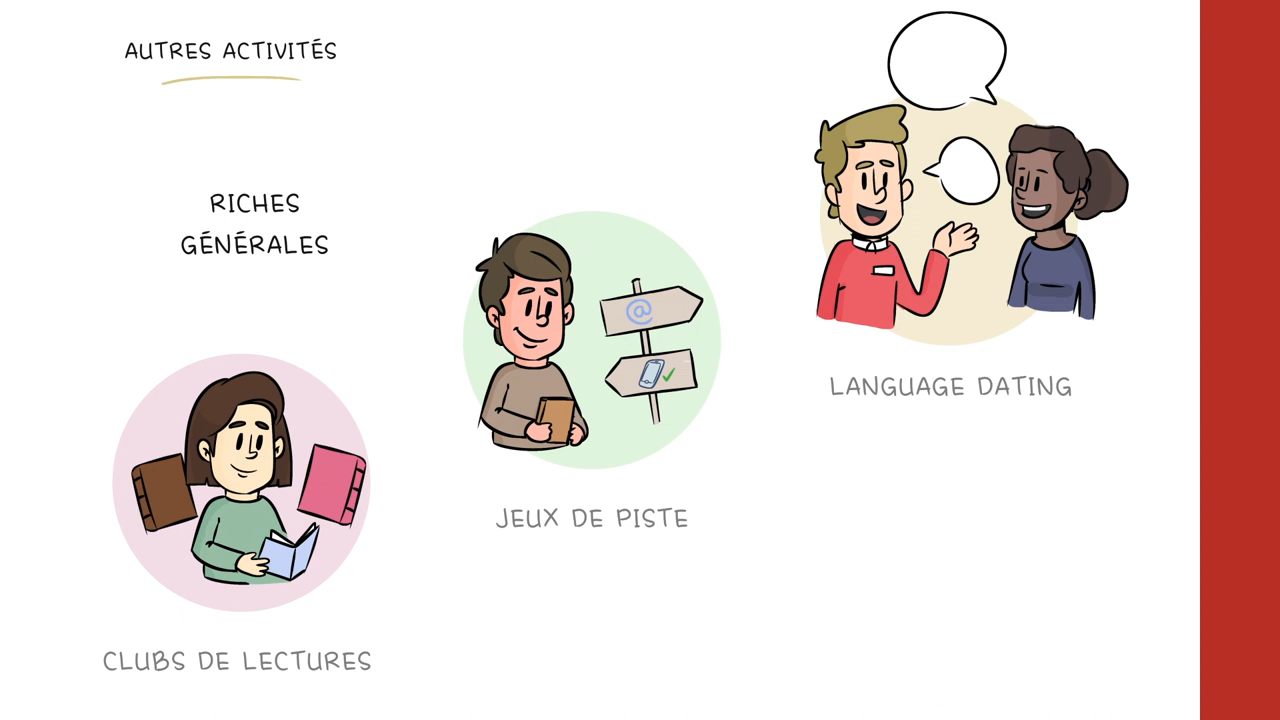 AUTRES ACTIVITÉS
RICHES
GÉNÉRALES
@
LANGUAGE DATING
JEUX DE PISTE
CLUBS DE LECTURES